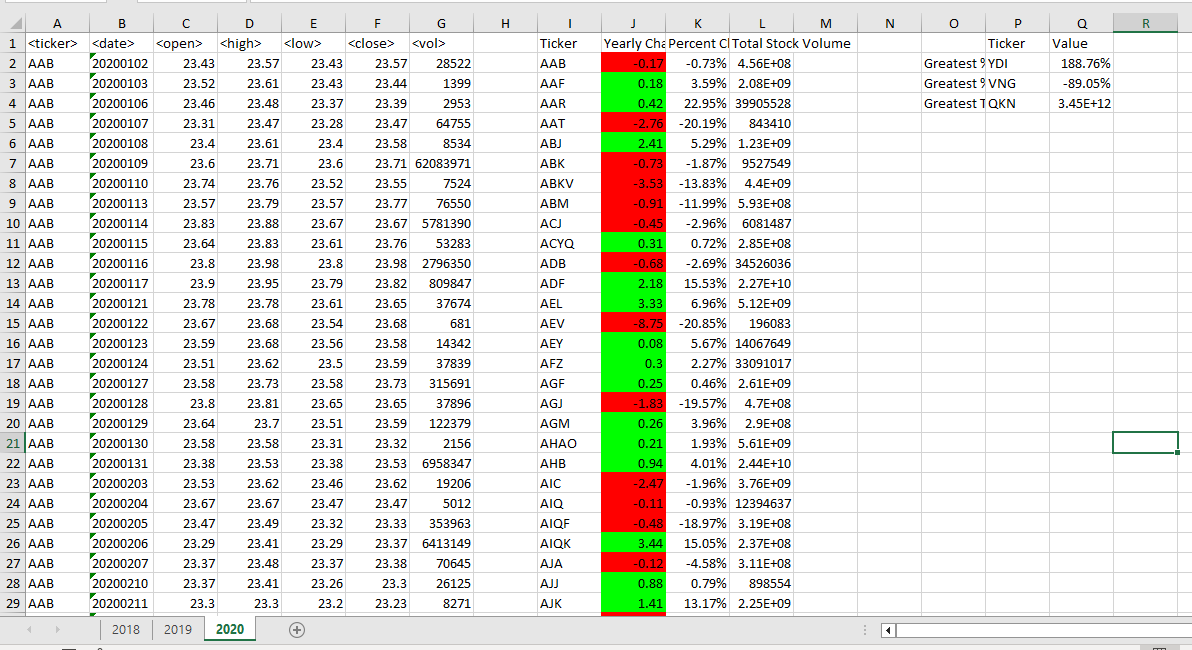 A B C D E F G H I J K L M N O P Q R
1 <ticker> <date> <open> <high> <low> <close> <vol> Ticker Yearly Cha Percent Cl Total Stock Volume Ticker Value
2 AAB 20200102 23.43 23.57 23.43 23.57 28522 AAB -0.17 -0.73% 4.56E+08 Greatest % YDI 188.76%
3 AAB 20200103 23.52 23.61 23.43 23.44 1399 AAF 0.18 3.59% 2.08E+09 Greatest % VNG -89.05%
4 AAB 20200106 23.46 23.48 23.37 23.39 2953 AAR 0.42 22.95% 39905528 Greatest T QKN 3.45E+12
5 AAB 20200107 23.31 23.47 23.28 23.47 64755 AAT -2.76 -20.19% 843410
6 AAB 20200108 23.4 23.61 23.4 23.58 8534 ABJ 2.41 5.29% 1.23E+09
7 AAB 20200109 23.6 23.71 23.6 23.71 62083971 ABK -0.73 -1.87% 9527549
8 AAB 20200110 23.74 23.76 23.52 23.55 7524 ABKV -3.53 -13.83% 4.4E+09
9 AAB 20200113 23.57 23.79 23.57 23.77 76550 ABM -0.91 -11.99% 5.93E+08
10 AAB 20200114 23.83 23.88 23.67 23.67 5781390 ACJ -0.45 -2.96% 6081487
11 AAB 20200115 23.64 23.83 23.61 23.76 53283 ACYQ 0.31 0.72% 2.85E+08
12 AAB 20200116 23.8 23.98 23.8 23.98 2796350 ADB -0.68 -2.69% 34526036
13 AAB 20200117 23.9 23.95 23.79 23.82 809847 ADF 2.18 15.53% 2.27E+10
14 AAB 20200121 23.78 23.78 23.61 23.65 37674 AEL 3.33 6.96% 5.12E+09
15 AAB 20200122 23.67 23.68 23.54 23.68 681 AEV -8.75 -20.85% 196083
16 AAB 20200123 23.59 23.68 23.56 23.58 14342 AEY 0.08 5.67% 14067649
17 AAB 20200124 23.51 23.62 23.5 23.59 37839 AFZ 0.3 2.27% 33091017
18 AAB 20200127 23.58 23.73 23.58 23.73 315691 AGF 0.25 0.46% 2.61E+09
19 AAB 20200128 23.8 23.81 23.65 23.65 37896 AGJ -1.83 -19.57% 4.7E+08
20 AAB 20200129 23.64 23.7 23.51 23.59 122379 AGM 0.26 3.96% 2.9E+08
21 AAB 20200130 23.58 23.58 23.31 23.32 2156 AHAO 0.21 1.93% 5.61E+09
22 AAB 20200131 23.38 23.53 23.38 23.53 6958347 AHB 0.94 4.01% 2.44E+10
23 AAB 20200203 23.53 23.62 23.46 23.62 19206 AIC -2.47 -1.96% 3.76E+09
24 AAB 20200204 23.67 23.67 23.47 23.47 5012 AIQ -0.11 -0.93% 12394637
25 AAB 20200205 23.47 23.49 23.32 23.33 353963 AIQF -0.48 -18.97% 3.19E+08
26 AAB 20200206 23.29 23.41 23.29 23.37 6413149 AIQK 3.44 15.05% 2.37E+08
27 AAB 20200207 23.37 23.48 23.37 23.38 70645 AJA -0.12 -4.58% 3.11E+08
28 AAB 20200210 23.37 23.41 23.26 23.3 26125 AJJ 0.88 0.79% 898554
29 AAB 20200211 23.3 23.3 23.2 23.23 8271 AJK 1.41 13.17% 2.25E+09
2018 2019 2020